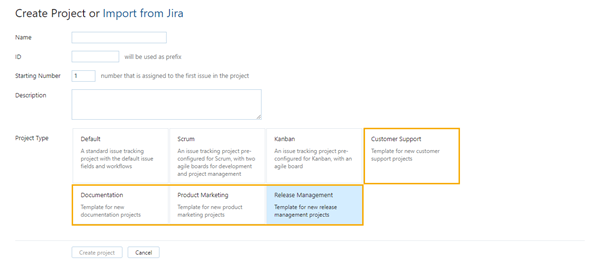 Create Project or Import from Jira
Name
ID will be used as prefix
Starting Number 1 number that is assigned to the first issue in the project
Description
Project Type
Default
A standard issue tracking
project with the default issue
fields and workflows
Scrum
An issue tracking project pre-
configured for Scrum, with two
agile boards for development
and project management
Kanban
An issue tracking project pre-
configured for Kanban, with an
agile board
Customer Support
Template for new customer
support projects
Documentation
Template for new
documentation projects
Product Marketing
Template for new product
marketing projects
Release Management
Template for new release
management projects
Create project Cancel